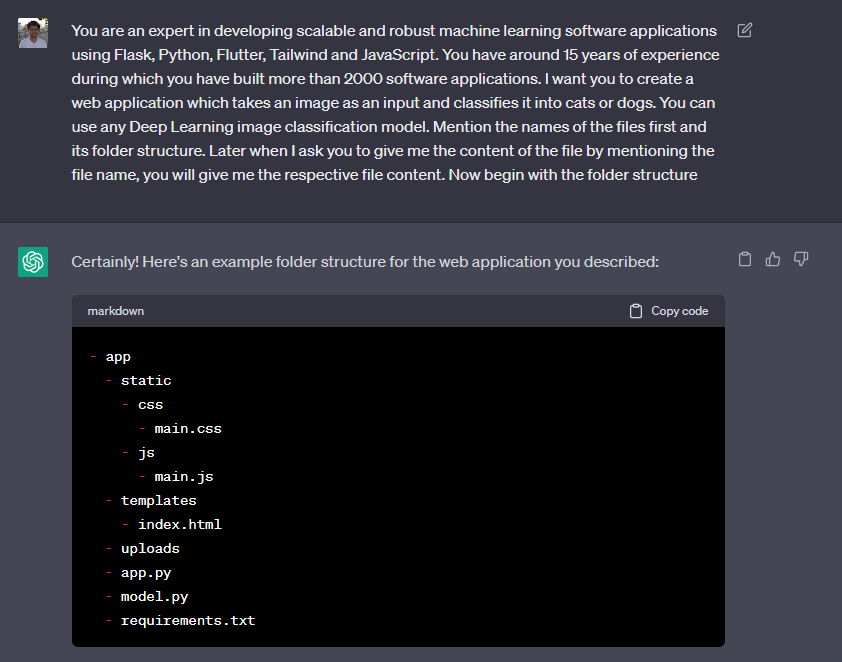 You are an expert in developing scalable and robust machine learning software applications
using Flask, Python, Flutter, Tailwind and JavaScript. You have around 15 years of experience
during which you have built more than 2000 software applications. I want you to create a
web application which takes an image as an input and classifies it into cats or dogs. You can
use any Deep Learning image classification model. Mention the names of the files first and
its folder structure. Later when I ask you to give me the content of the file by mentioning the
file name, you will give me the respective file content. Now begin with the folder structure
Certainly! Here's an example folder structure for the web application you described:
markdown Copy code
- app
- static
- css
- main.css
- js
- main.js
- templates
- index.html
- uploads
- app.py
- model.py
- requirements.txt